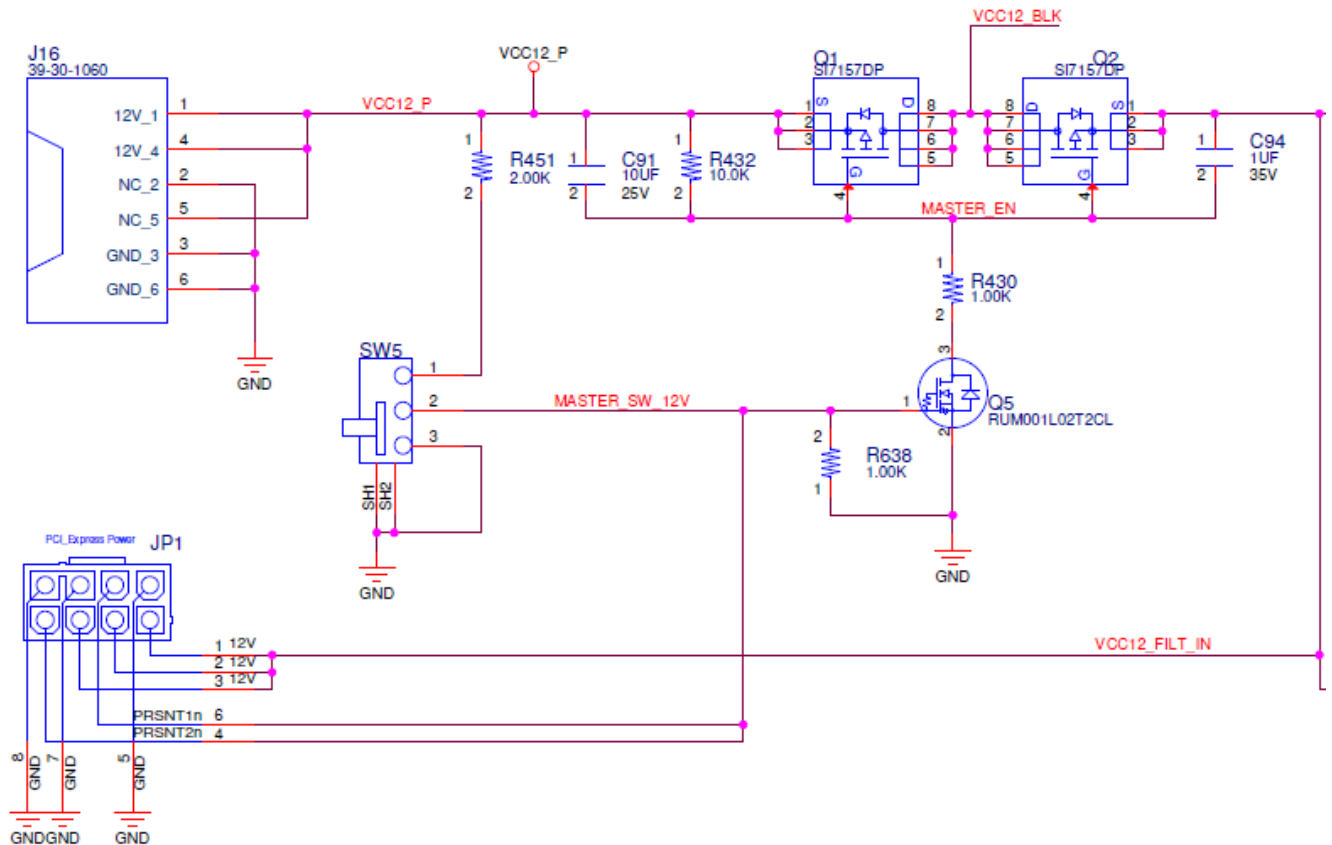 VCC12_BLK
J16
39-30-1060
VCC12_P
Q1
SI7157DP
Q2
SI7157DP
12V_1
1
VCC12_P
1
2
3
S
D
8
7
6
5
G
4
8
7
6
5
D
S
1
2
3
G
4
12V_4
4
NC_2
2
NC_5
5
GND_3
3
GND_6
6
GND
1
R451
2.00K
2
1
C91
10UF
25V
2
1
R432
10.0K
2
1
C94
1UF
35V
2
MASTER_EN
1
R430
1.00K
2
SW5
1
2
3
SH1
SH2
GND
MASTER_SW_12V
2
R638
1.00K
1
3
1
2
Q5
RUM001L02T2CL
GND
PCI_Express Power
JP1
1 12V
2 12V
3 12V
VCC12_FILT_IN
PRSNT1n 6
PRSNT2n 4
8
GND
7
GND
5
GND
GND
GND
GND